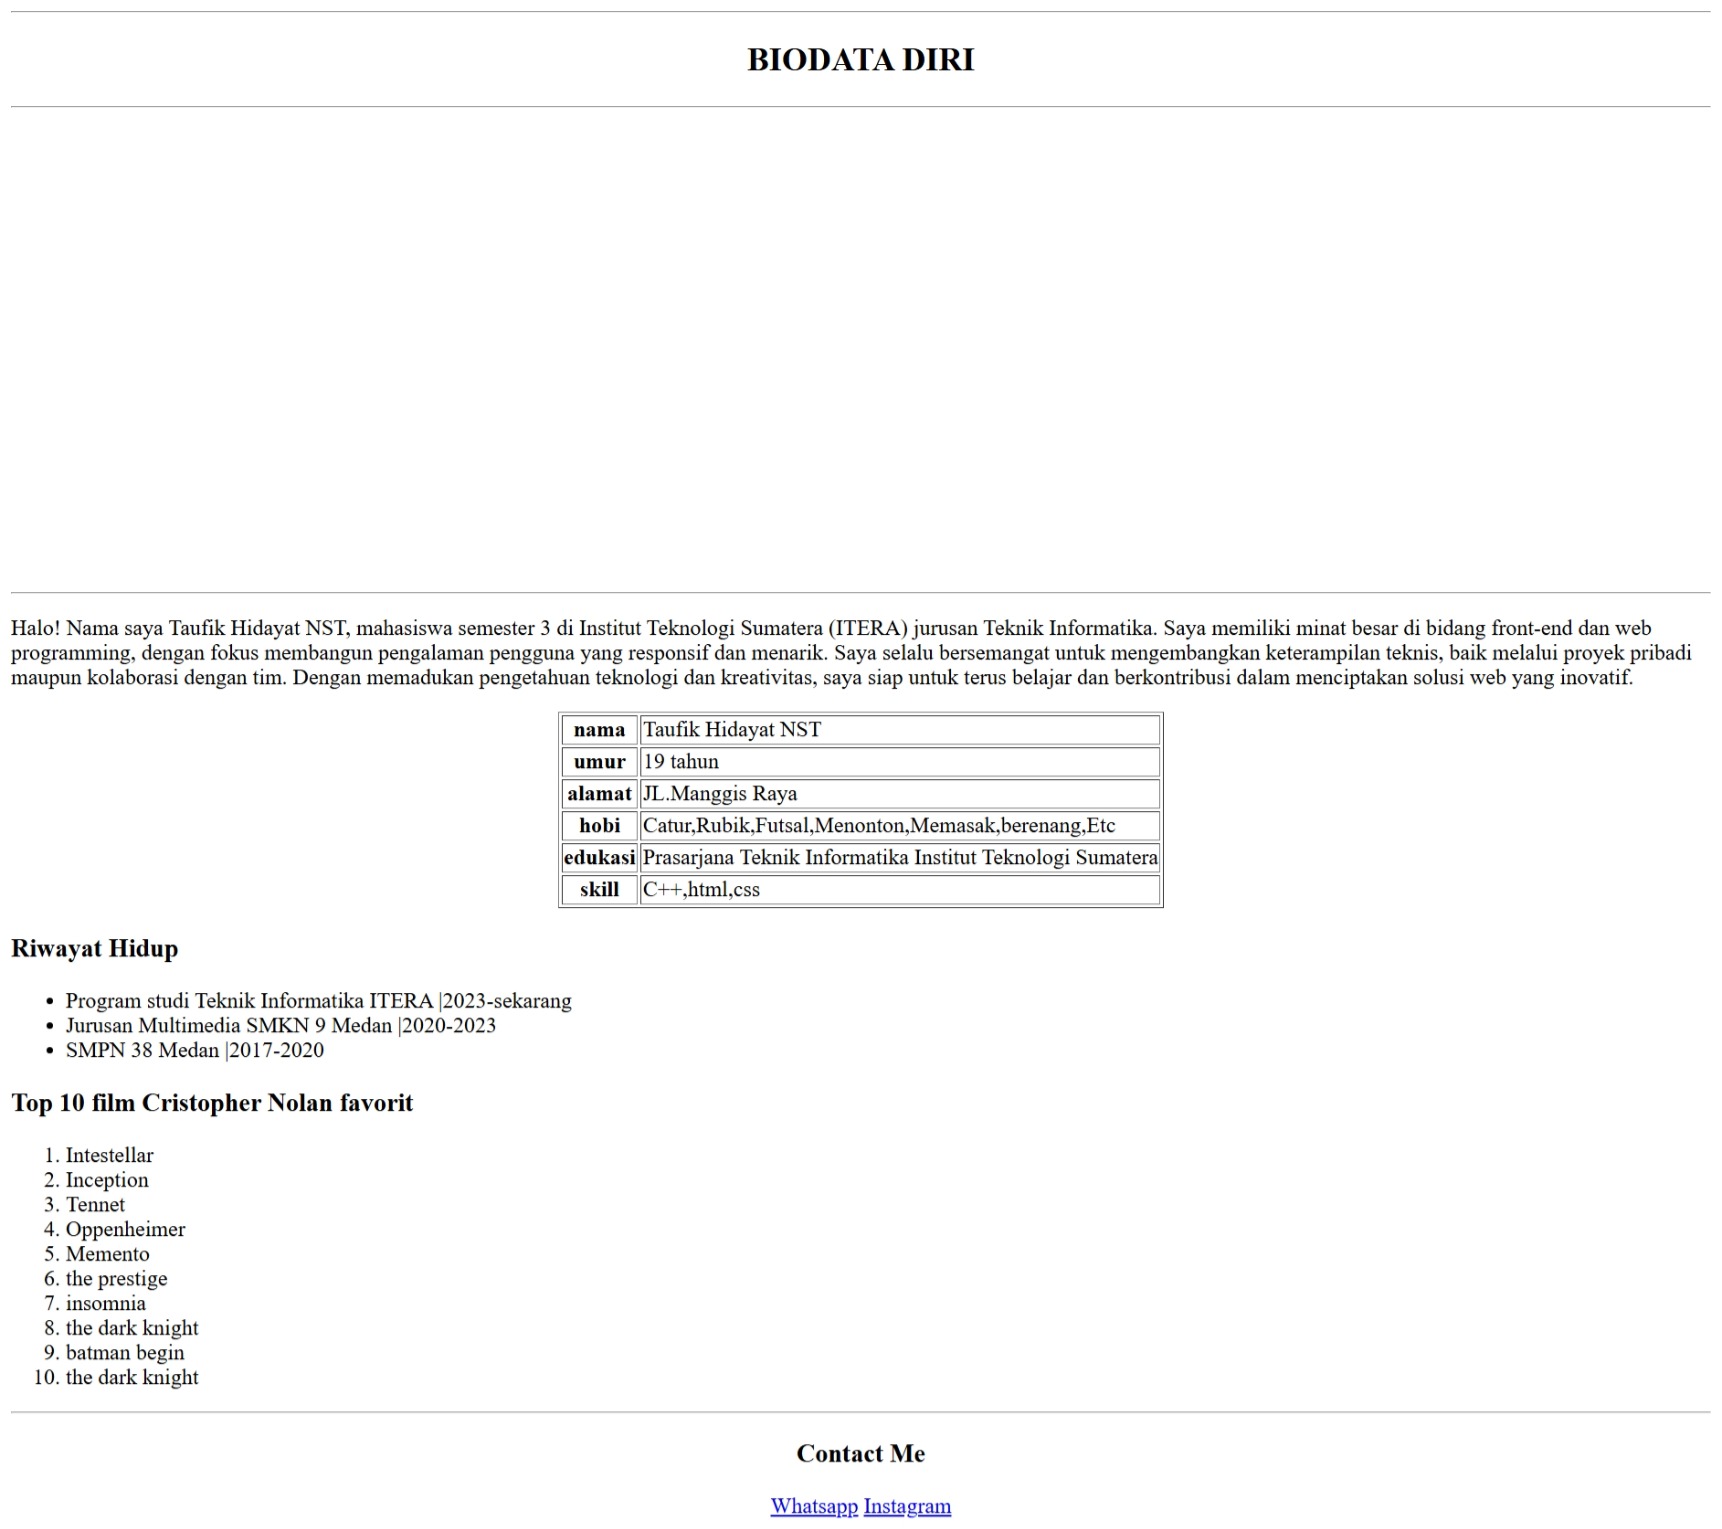 BIODATA DIRI
Halo! Nama saya Taufik Hidayat NST, mahasiswa semester 3 di Institut Teknologi Sumatera (ITERA) jurusan Teknik Informatika. Saya memiliki minat besar di bidang front-end dan web
programming, dengan fokus membangun pengalaman pengguna yang responsif dan menarik. Saya selalu bersemangat untuk mengembangkan keterampilan teknis, baik melalui proyek pribadi
maupun kolaborasi dengan tim. Dengan memadukan pengetahuan teknologi dan kreativitas, saya siap untuk terus belajar dan berkontribusi dalam menciptakan solusi web yang inovatif.
nama Taufik Hidayat NST
umur 19 tahun
alamat JL.Manggis Raya
hobi Catur,Rubik,Futsal,Menonton,Memasak,berenang,Etc
edukasi Prasarjana Teknik Informatika Institut Teknologi Sumatera
skill C++,html,css
Riwayat Hidup
• Program studi Teknik Informatika ITERA |2023-sekarang
• Jurusan Multimedia SMKN 9 Medan |2020-2023
• SMPN 38 Medan |2017-2020
Top 10 film Cristopher Nolan favorit
1. Intestellar
2. Inception
3. Tennet
4. Oppenheimer
5. Memento
6. the prestige
7. insomnia
8. the dark knight
9. batman begin
10. the dark knight
Contact Me
Whatsapp Instagram